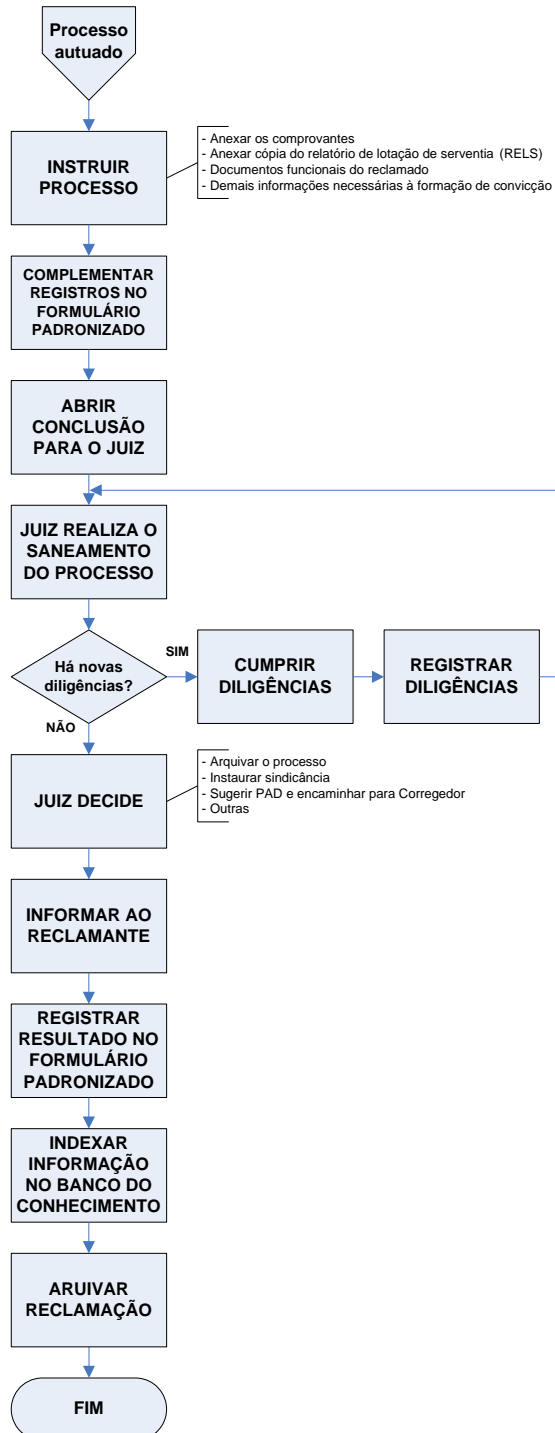 Processo
autuado
INSTRUIR
PROCESSO
- Anexar os comprovantes
- Anexar cópia do relatório de lotação de serventia (RELS)
- Documentos funcionais do reclamado
- Demais informações necessárias à formação de convicção
COMPLEMENTAR
REGISTROS NO
FORMULÁRIO
PADRONIZADO
ABRIR
CONCLUSÃO
PARA O JUIZ
JUIZ REALIZA O
SANEAMENTO
DO PROCESSO
Há novas
diligências?
SIM
CUMPRIR
DILIGÊNCIAS
REGISTRAR
DILIGÊNCIAS
NÃO
JUIZ DECIDE
- Arquivar o processo
- Instaurar sindicância
- Sugerir PAD e encaminhar para Corregedor
- Outras
INFORMAR AO
RECLAMANTE
REGISTRAR
RESULTADO NO
FORMULÁRIO
PADRONIZADO
INDEXAR
INFORMAÇÃO
NO BANCO DO
CONHECIMENTO
ARUIVAR
RECLAMAÇÃO
FIM